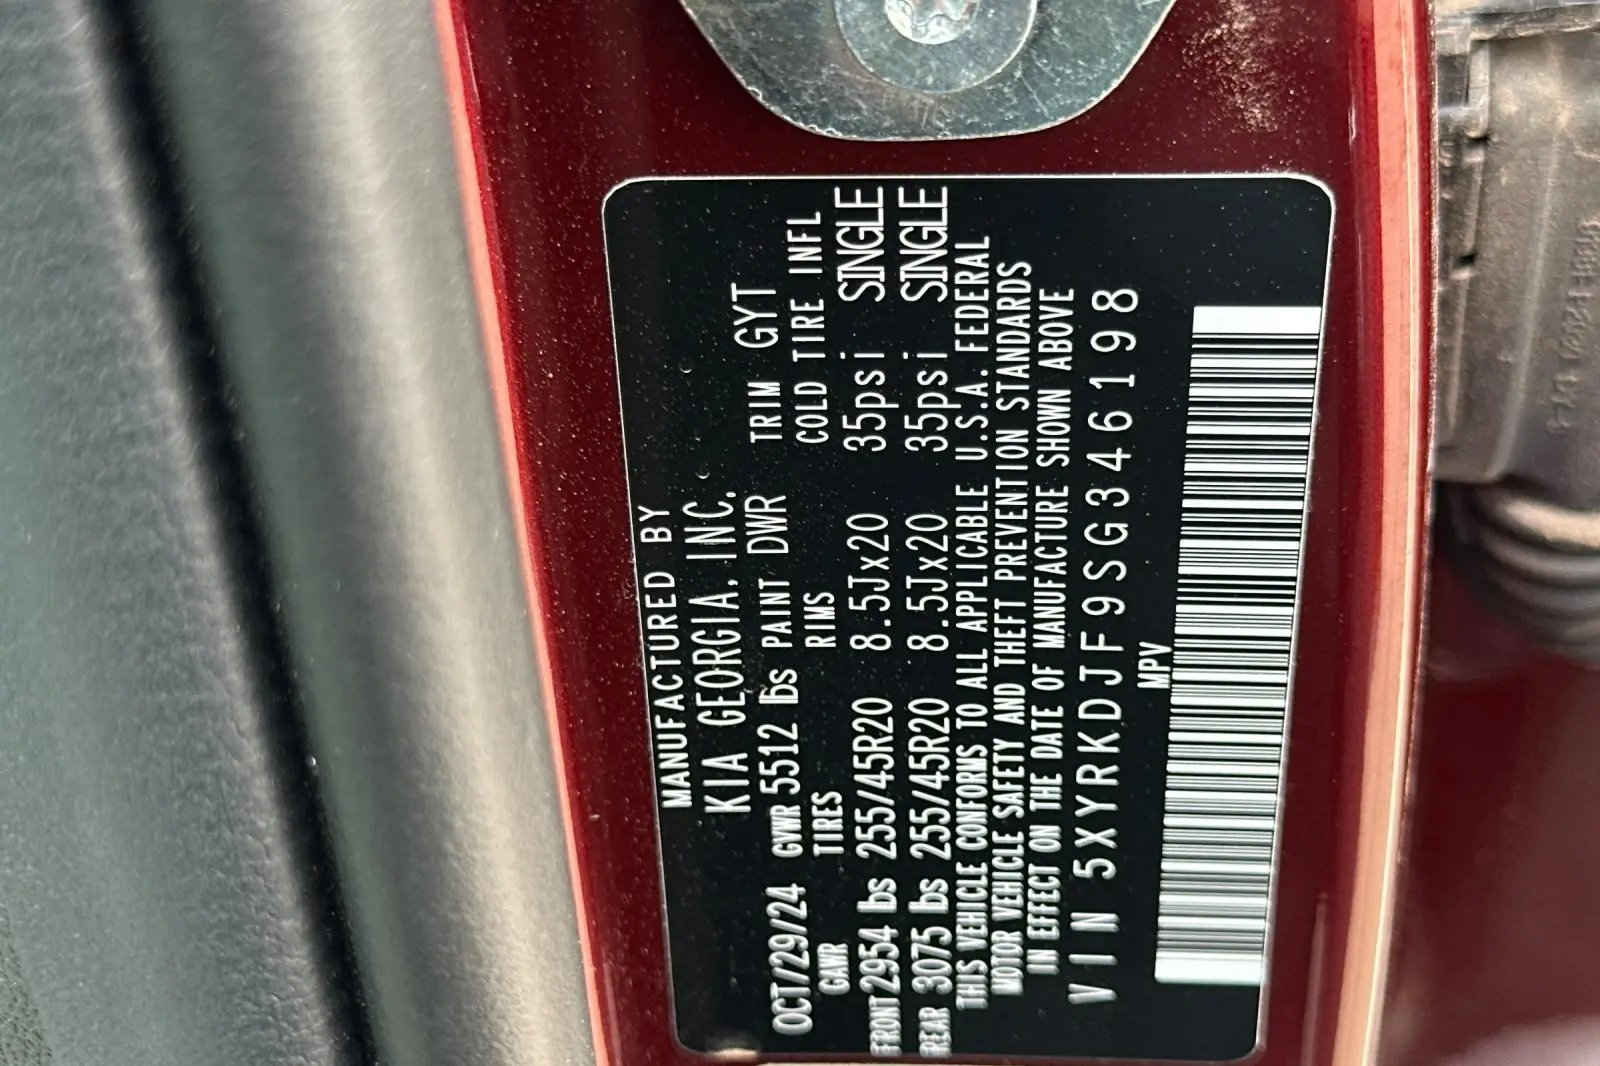 MANUFACTURED BY
KIA GEORGIA, INC.
OCT/29/24 GVWR 5512 lbs PAINT DWR TRIM GYT
GAWR TIRES RIMS COLD TIRE INFL
FRONT 2954 lbs 255/45R20 8.5Jx20 35psi SINGLE
REAR 3075 lbs 255/45R20 8.5Jx20 35psi SINGLE
THIS VEHICLE CONFORMS TO ALL APPLICABLE U.S.A. FEDERAL
MOTOR VEHICLE SAFETY AND THEFT PREVENTION STANDARDS
IN EFFECT ON THE DATE OF MANUFACTURE SHOWN ABOVE
VIN 5XYRKDJF9SG346198
MPV